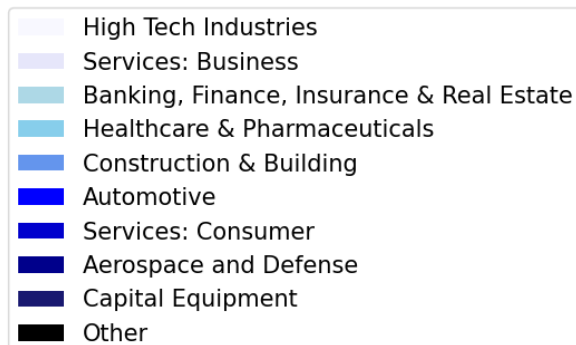 High Tech Industries
Services: Business
Banking, Finance, Insurance & Real Estate
Healthcare & Pharmaceuticals
Construction & Building
Automotive
Services: Consumer
Aerospace and Defense
Capital Equipment
Other